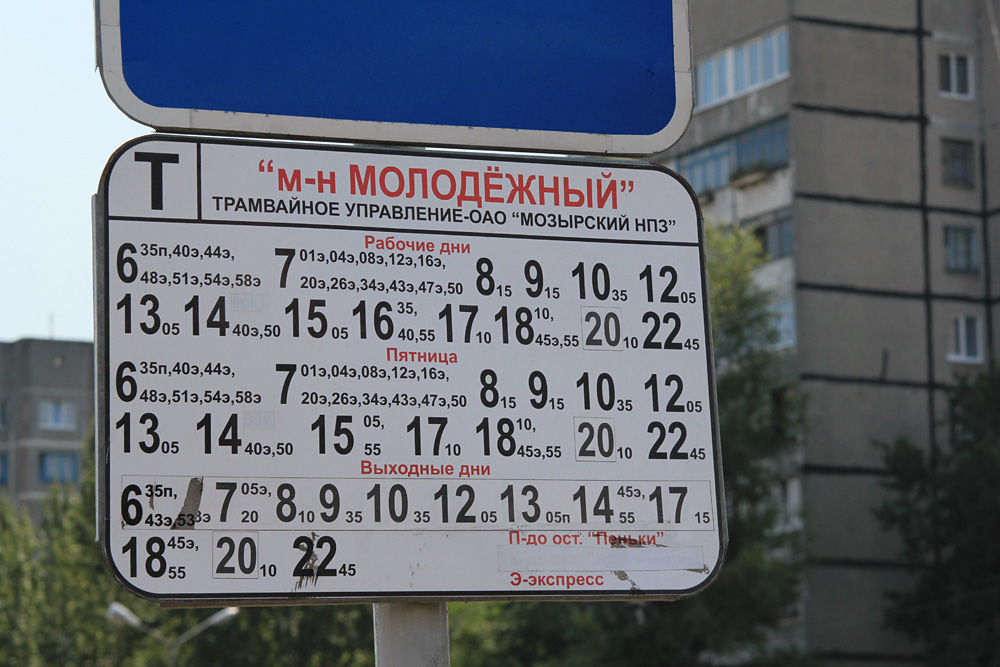 Т
“м-н МОЛОДЁЖНЫЙ”
ТРАМВАЙНОЕ УПРАВЛЕНИЕ-ОАО “МОЗЫРСКИЙ НПЗ”
Рабочие дни
6 35п,40э,44э, 48э,51э,54э,58э 7 01э,04э,08э,12э,16э, 20э,26э,34э,43э,47э,50 8 15 9 15 10 35 12 05
13 05 14 40э,50 15 05 16 35, 40,55 17 10 18 10, 45э,55 20 10 22 45
Пятница
6 35п,40э,44э, 48э,51э,54э,58э 7 01э,04э,08э,12э,16э, 20э,26э,34э,43э,47э,50 8 15 9 15 10 35 12 05
13 05 14 40э,50 15 05, 55 17 10 18 10, 45э,55 20 10 22 45
Выходные дни
6 35п, 43э,53э 7 05э, 20 8 10 9 35 10 35 12 05 13 05п 14 45э, 55 17 15
18 45э, 55 20 10 22 45
П-до ост. “Пеньки”
Э-экспресс